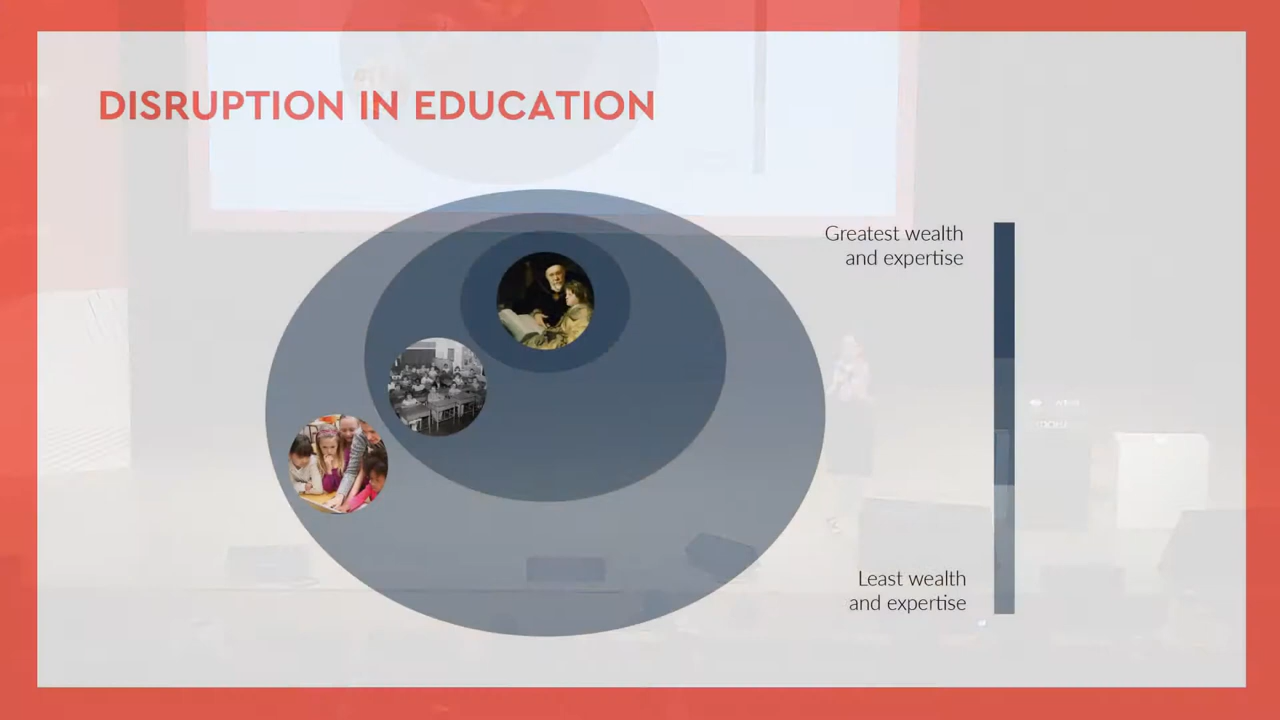 DISRUPTION IN EDUCATION
Greatest wealth
and expertise
Least wealth
and expertise